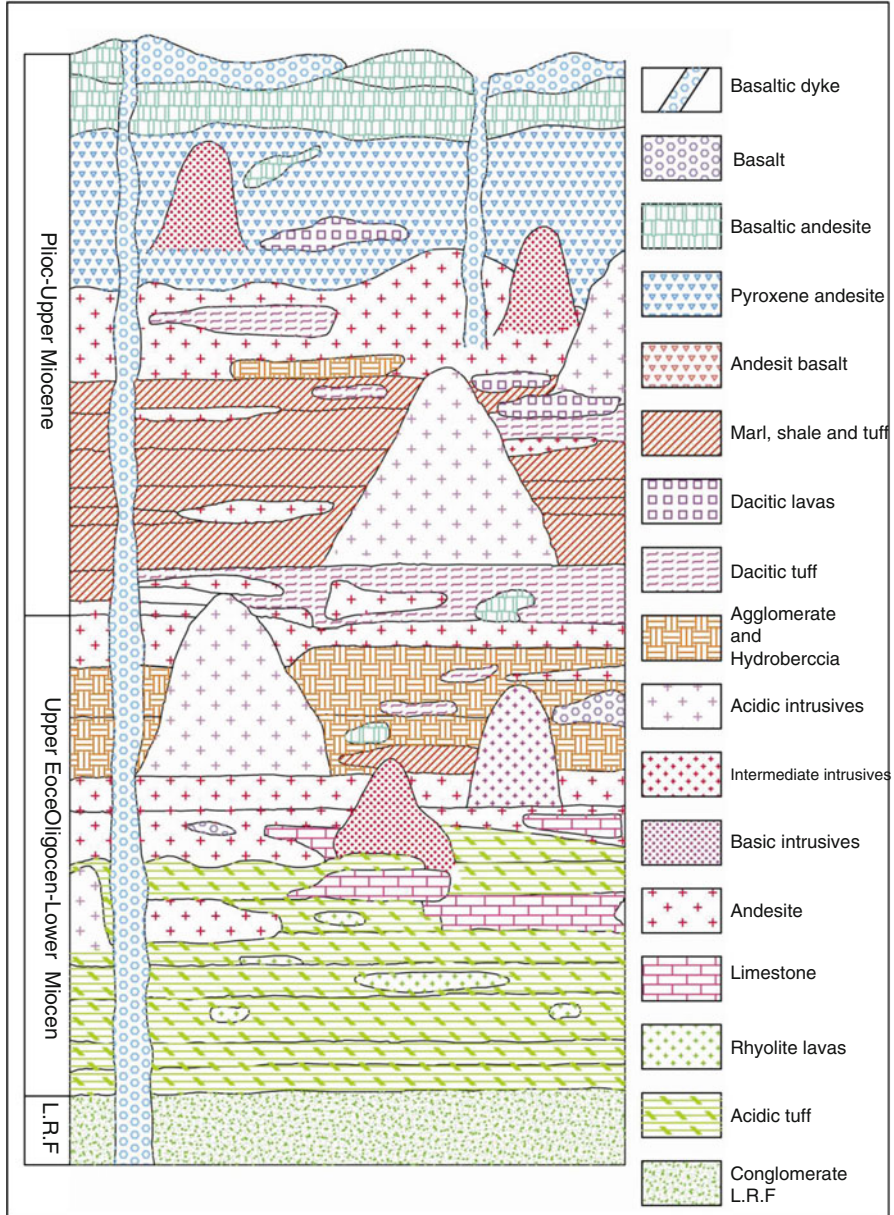 Plioc-Upper Miocene
Upper EoceOligocen-Lower Miocen
L.R.F
Basaltic dyke
Basalt
Basaltic andesite
Pyroxene andesite
Andesit basalt
Marl, shale and tuff
Dacitic lavas
Dacitic tuff
Agglomerate
and
Hydroberccia
Acidic intrusives
Intermediate intrusives
Basic intrusives
Andesite
Limestone
Rhyolite lavas
Acidic tuff
Conglomerate
L.R.F